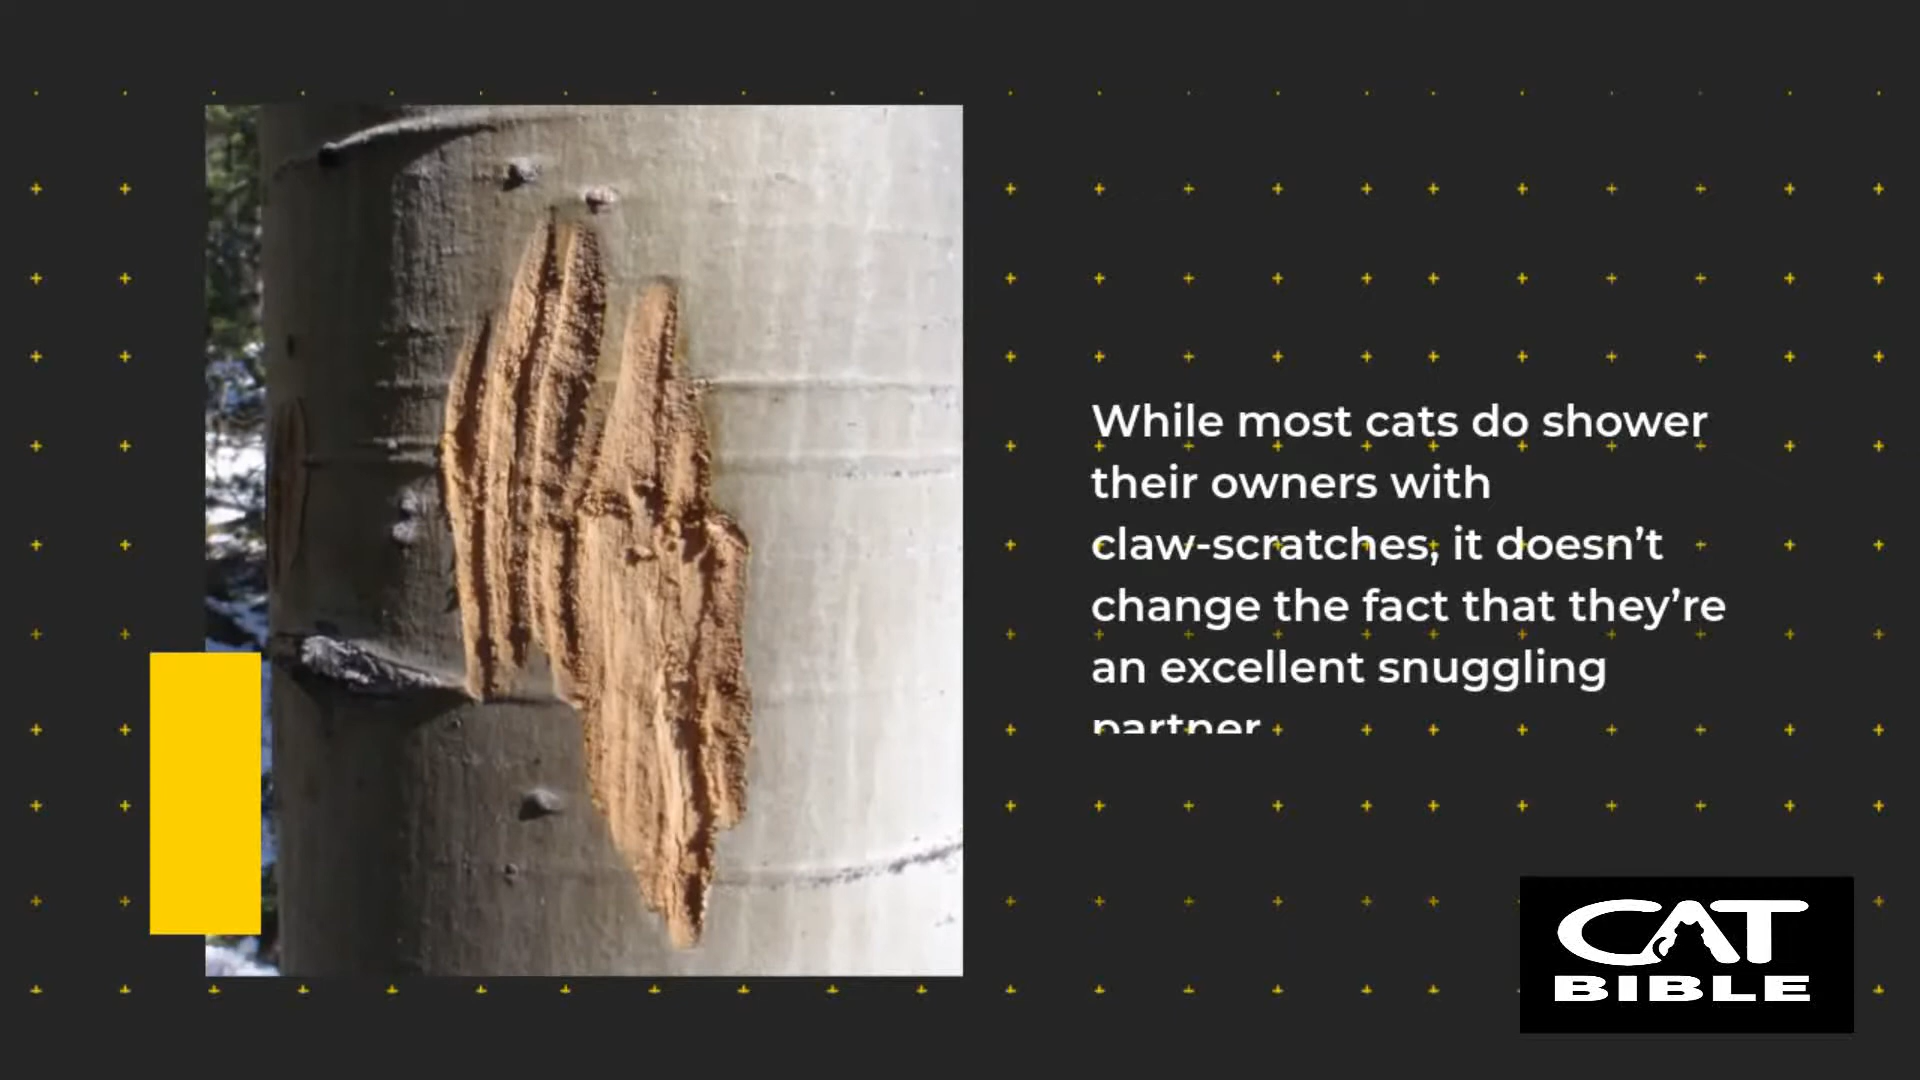 While most cats do shower
their owners with
claw-scratches, it doesn’t
change the fact that they’re
an excellent snuggling
partner
CAT
BIBLE